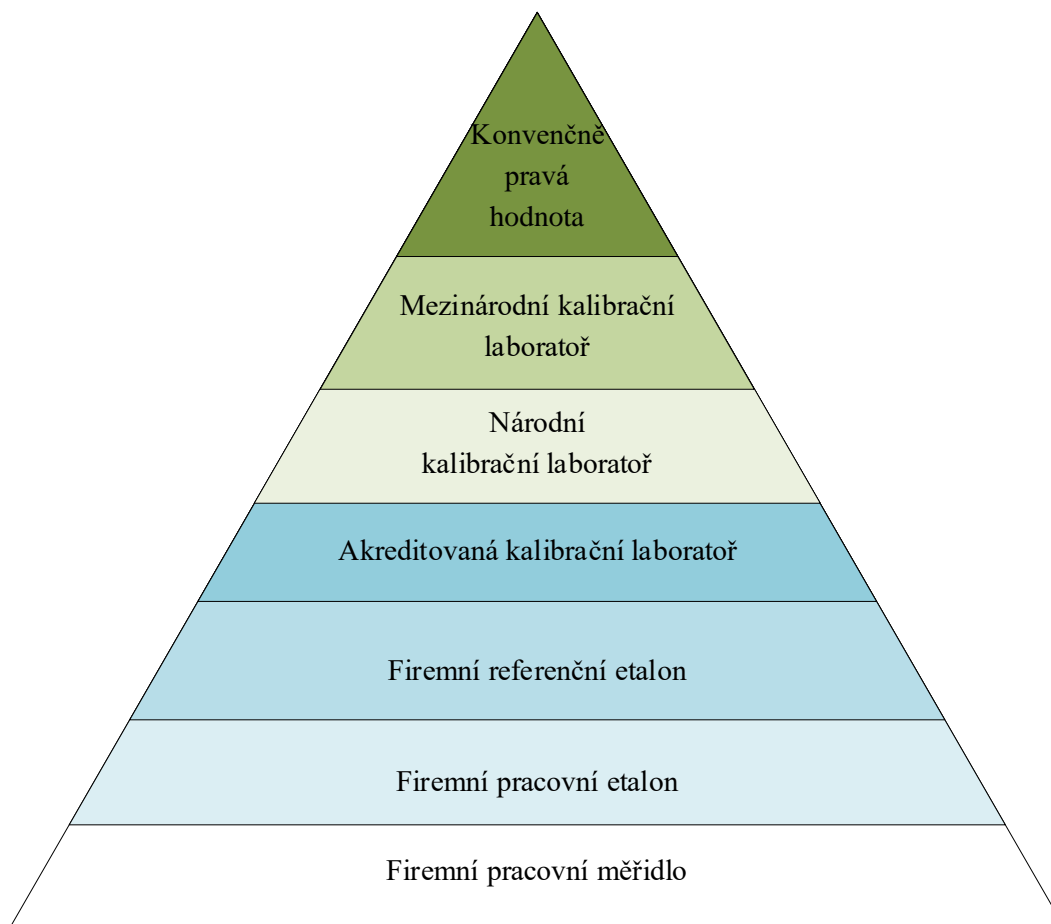 Konvenčně
pravá
hodnota
Mezinárodní kalibrační
laboratoř
Národní
kalibrační laboratoř
Akreditovaná kalibrační laboratoř
Firemní referenční etalon
Firemní pracovní etalon
Firemní pracovní měřidlo